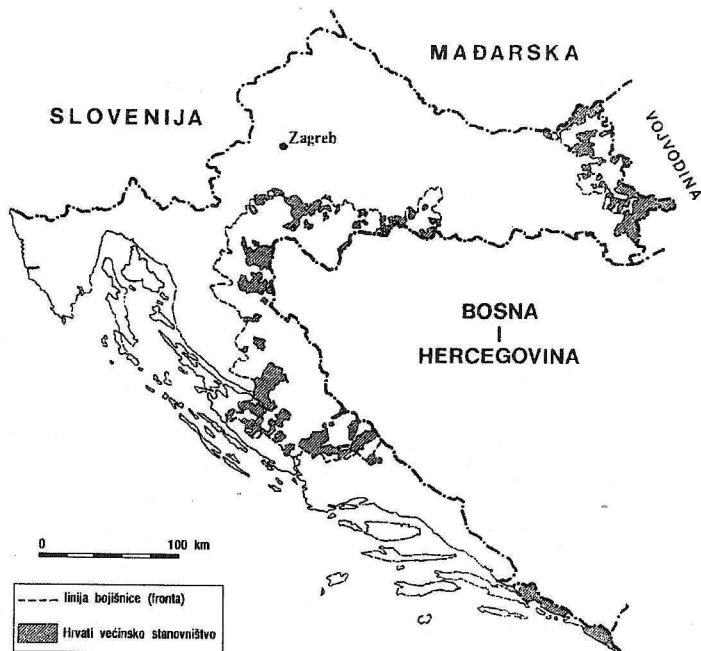 MAĐARSKA
SLOVENIJA
VOJVODINA
Zagreb
BOSNA
I
HERCEGOVINA
0 100 km
linija bojišnice (fronta)
Hrvati većinsko stanovništvo